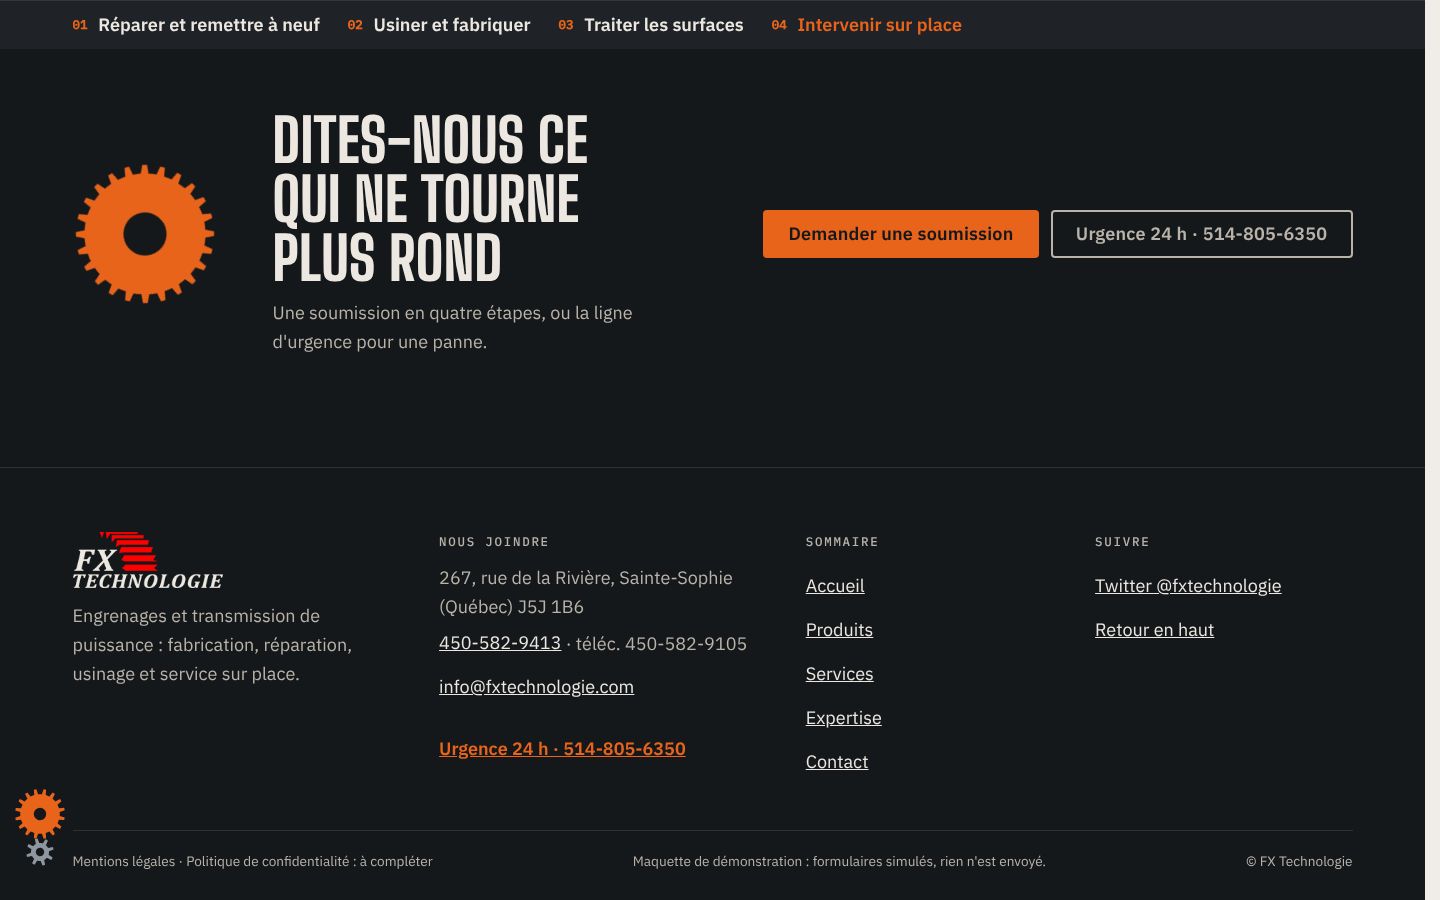 01 Réparer et remettre à neuf 02 Usiner et fabriquer 03 Traiter les surfaces 04 Intervenir sur place
DITES-NOUS CE
QUI NE TOURNE
PLUS ROND
Une soumission en quatre étapes, ou la ligne
d'urgence pour une panne.
Demander une soumission
Urgence 24 h · 514-805-6350
FX
TECHNOLOGIE
Engrenages et transmission de
puissance : fabrication, réparation,
usinage et service sur place.
NOUS JOINDRE
267, rue de la Rivière, Sainte-Sophie
(Québec) J5J 1B6
450-582-9413 · téléc. 450-582-9105
info@fxtechnologie.com
Urgence 24 h · 514-805-6350
SOMMAIRE
Accueil
Produits
Services
Expertise
Contact
SUIVRE
Twitter @fxtechnologie
Retour en haut
Mentions légales · Politique de confidentialité : à compléter
Maquette de démonstration : formulaires simulés, rien n'est envoyé.
© FX Technologie